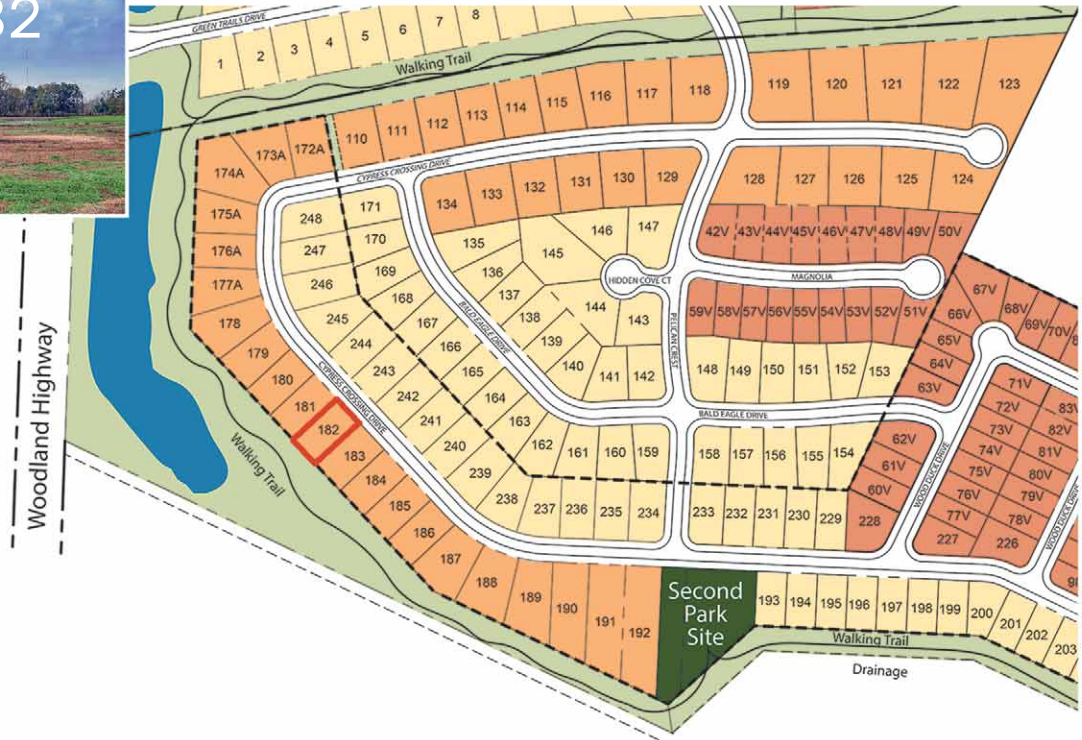 32
GREEN TRAILS DRIVE
1 2 3 4 5 6 7 8
Walking Trail
110 111 112 113 114 115 116 117 118 119 120 121 122 123
174A 173A 172A
175A
176A
177A
178
179
180
181
182
183
184
185
186
187
188
189
190
191
192
CYPRESS CROSSING DRIVE
134 133 132 131 130 129
128 127 126 125 124
248 171
247 170
246 169
245 168
244 167
243 166
242 165
241 164
240 163
239 162
238 161 160 159
237 236 235 234
CYPRESS CROSSING DRIVE
BALD EAGLE DRIVE
135
136
137
138
139
140
141 142
143
144
145
146
147
HIDDEN COVE CT
PELICAN CREST
42V 43V 44V 45V 46V 47V 48V 49V 50V
MAGNOLIA
59V 58V 57V 56V 55V 54V 53V 52V 51V
148 149 150 151 152 153
BALD EAGLE DRIVE
158 157 156 155 154
233 232 231 230 229
67V
68V
69V
70V
66V
65V
64V
63V
62V
61V
60V
228
WOOD DUCK DRIVE
71V
72V
73V
74V
75V
76V
77V
227
83V
82V
81V
80V
79V
78V
226
WOOD DUCK DRIVE
Woodland Highway
Walking Trail
Second
Park
Site
193 194 195 196 197 198 199 200 201 202 203
Walking Trail
Drainage